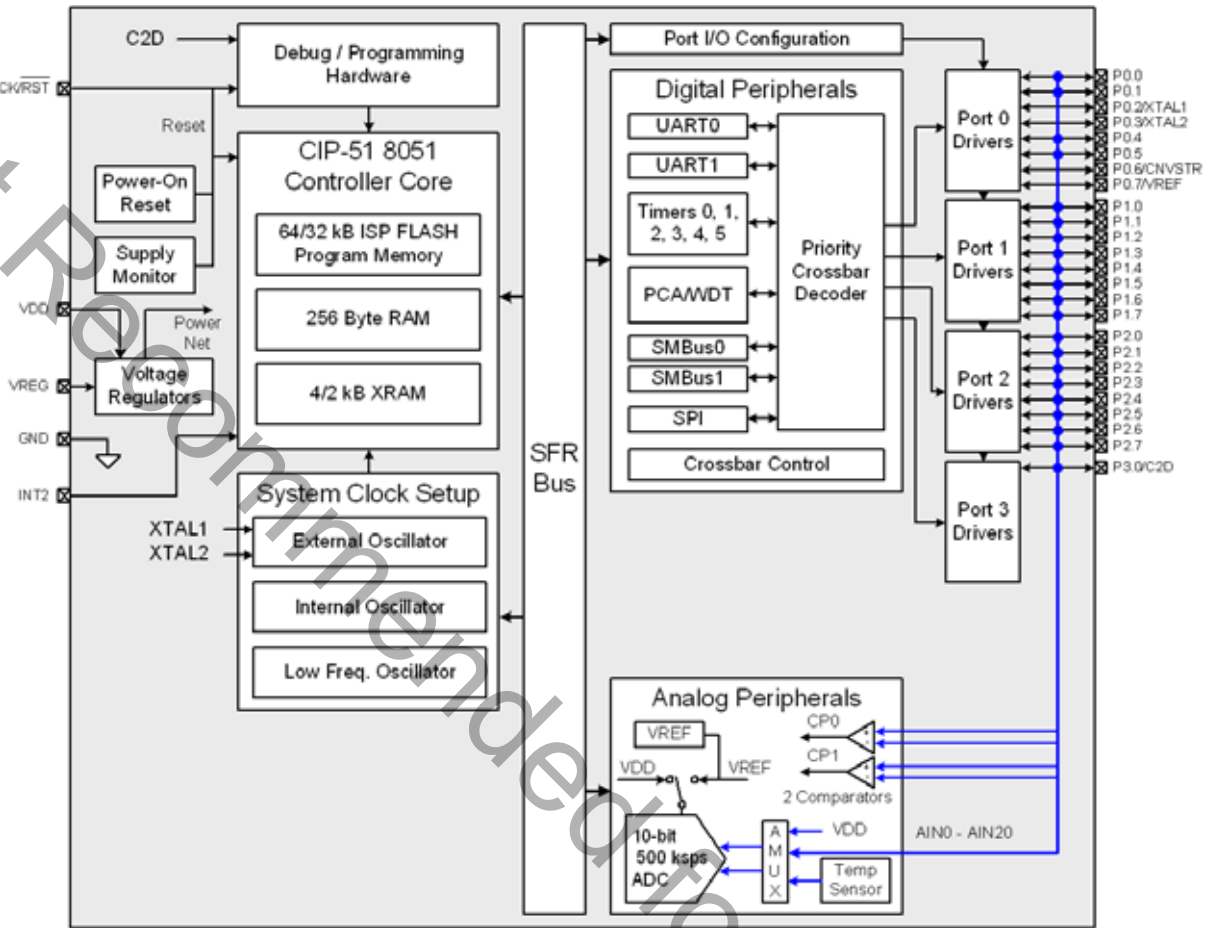 C2D
Debug / Programming
Hardware
CK/RST
Reset
Power-On
Reset
Supply
Monitor
VDD
Power
Net
Voltage
Regulators
VREG
GND
INT2
CIP-51 8051
Controller Core
64/32 kB ISP FLASH
Program Memory
256 Byte RAM
4/2 kB XRAM
System Clock Setup
XTAL1
XTAL2
External Oscillator
Internal Oscillator
Low Freq. Oscillator
SFR
Bus
Port I/O Configuration
Digital Peripherals
UART0
UART1
Timers 0, 1,
2, 3, 4, 5
PCA/WDT
SMBus0
SMBus1
SPI
Priority
Crossbar
Decoder
Crossbar Control
Port 0
Drivers
Port 1
Drivers
Port 2
Drivers
Port 3
Drivers
P0.0
P0.1
P0.2/XTAL1
P0.3/XTAL2
P0.4
P0.5
P0.6/CNVSTR
P0.7/VREF
P1.0
P1.1
P1.2
P1.3
P1.4
P1.5
P1.6
P1.7
P2.0
P2.1
P2.2
P2.3
P2.4
P2.5
P2.6
P2.7
P3.0/C2D
Analog Peripherals
VREF
VDD
VREF
CP0
+
-
CP1
+
-
2 Comparators
10-bit
500 ksps
ADC
A
M
U
X
VDD
Temp
Sensor
AIN0 - AIN20
Recommended fo